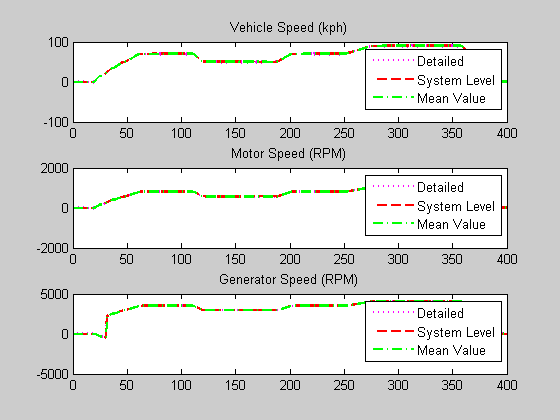 Vehicle Speed (kph)
100
0
-100
Detailed
System Level
Mean Value
0 50 100 150 200 250 300 350 400
Motor Speed (RPM)
2000
0
-2000
Detailed
System Level
Mean Value
0 50 100 150 200 250 300 350 400
Generator Speed (RPM)
5000
0
-5000
Detailed
System Level
Mean Value
0 50 100 150 200 250 300 350 400